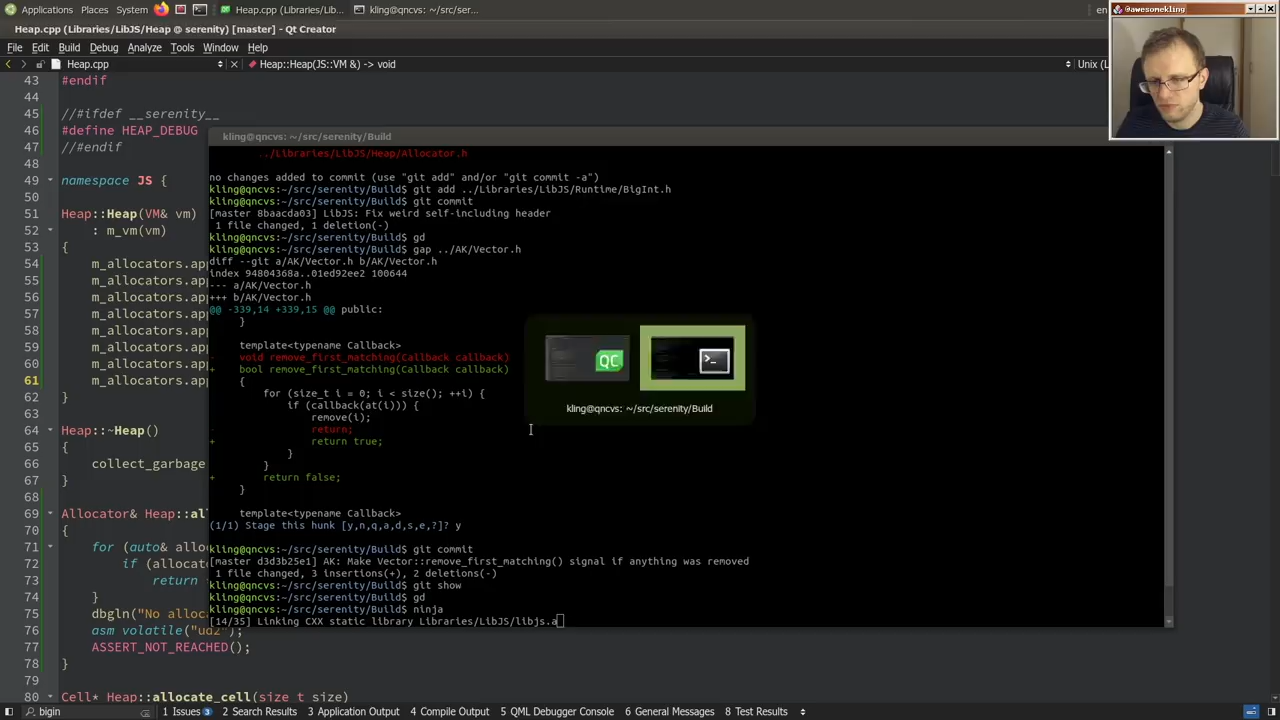 Applications Places System Heap.cpp (Libraries/Lib... kling@qncvs: ~/src/ser... en
@awesomekling
Heap.cpp (Libraries/LibJS/Heap @ serenity) [master] - Qt Creator
File Edit Build Debug Analyze Tools Window Help
Heap.cpp Heap::Heap(JS::VM &) -> void Unix (L
43 #endif
44
45 //#ifdef __serenity__
46 #define HEAP_DEBUG
47 //#endif
48
49 namespace JS {
50
51 Heap::Heap(VM& vm)
52 : m_vm(vm)
53 {
54 m_allocators.app
55 m_allocators.app
56 m_allocators.app
57 m_allocators.app
58 m_allocators.app
59 m_allocators.app
60 m_allocators.app
61 m_allocators.app
62 }
63
64 Heap::~Heap()
65 {
66 collect_garbage
67 }
68
69 Allocator& Heap::all
70 {
71 for (auto& alloc
72 if (allocato
73 return *
74 }
75 dbgln("No alloca
76 asm volatile("ud2");
77 ASSERT_NOT_REACHED();
78 }
79
80 Cell* Heap::allocate_cell(size_t size)
kling@qncvs: ~/src/serenity/Build
../Libraries/LibJS/Heap/Allocator.h
no changes added to commit (use "git add" and/or "git commit -a")
kling@qncvs:~/src/serenity/Build$ git add ../Libraries/LibJS/Runtime/BigInt.h
kling@qncvs:~/src/serenity/Build$ git commit
[master 8baacda03] LibJS: Fix weird self-including header
1 file changed, 1 deletion(-)
kling@qncvs:~/src/serenity/Build$ gd
kling@qncvs:~/src/serenity/Build$ gap ../AK/Vector.h
diff --git a/AK/Vector.h b/AK/Vector.h
index 94804368a..01ed92ee2 100644
--- a/AK/Vector.h
+++ b/AK/Vector.h
@@ -339,14 +339,15 @@ public:
}
template<typename Callback>
- void remove_first_matching(Callback callback)
+ bool remove_first_matching(Callback callback)
{
for (size_t i = 0; i < size(); ++i) {
if (callback(at(i))) {
remove(i);
- return;
+ return true;
}
}
+ return false;
}
template<typename Callback>
(1/1) Stage this hunk [y,n,q,a,d,s,e,?]? y
kling@qncvs:~/src/serenity/Build$ git commit
[master d3d3b25e1] AK: Make Vector::remove_first_matching() signal if anything was removed
1 file changed, 3 insertions(+), 2 deletions(-)
kling@qncvs:~/src/serenity/Build$ git show
kling@qncvs:~/src/serenity/Build$ gd
kling@qncvs:~/src/serenity/Build$ ninja
[14/35] Linking CXX static library Libraries/LibJS/libjs.a
QC
kling@qncvs: ~/src/serenity/Build
bigin 1 Issues 3 2 Search Results 3 Application Output 4 Compile Output 5 QML Debugger Console 6 General Messages 8 Test Results